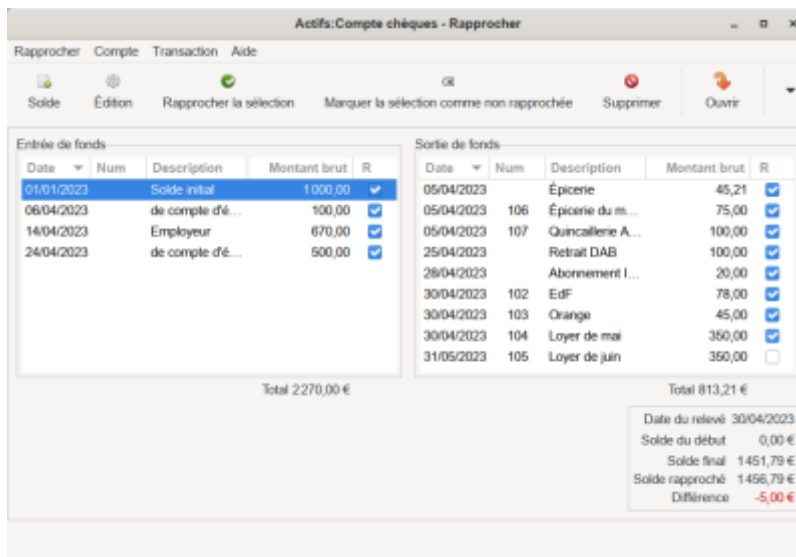 Actifs:Compte chèques - Rapprocher
Rapprocher Compte Transaction Aide
Solde Édition Rapprocher la sélection Marquer la sélection comme non rapprochée Supprimer Ouvrir
Entrée de fonds
Date Num Description Montant brut R
01/01/2023 Solde initial 1 000,00
06/04/2023 de compte d'é... 100,00
14/04/2023 Employeur 670,00
24/04/2023 de compte d'é... 500,00
Total 2 270,00 €
Sortie de fonds
Date Num Description Montant brut R
05/04/2023 Épicerie 45,21
05/04/2023 106 Épicerie du m... 75,00
05/04/2023 107 Quincaillerie A... 100,00
25/04/2023 Retrait DAB 100,00
28/04/2023 Abonnement I... 20,00
30/04/2023 102 EdF 78,00
30/04/2023 103 Orange 45,00
30/04/2023 104 Loyer de mai 350,00
31/05/2023 105 Loyer de juin 350,00
Total 813,21 €
Date du relevé 30/04/2023
Solde du début 0,00 €
Solde final 1 451,79 €
Solde rapproché 1 456,79 €
Différence -5,00 €